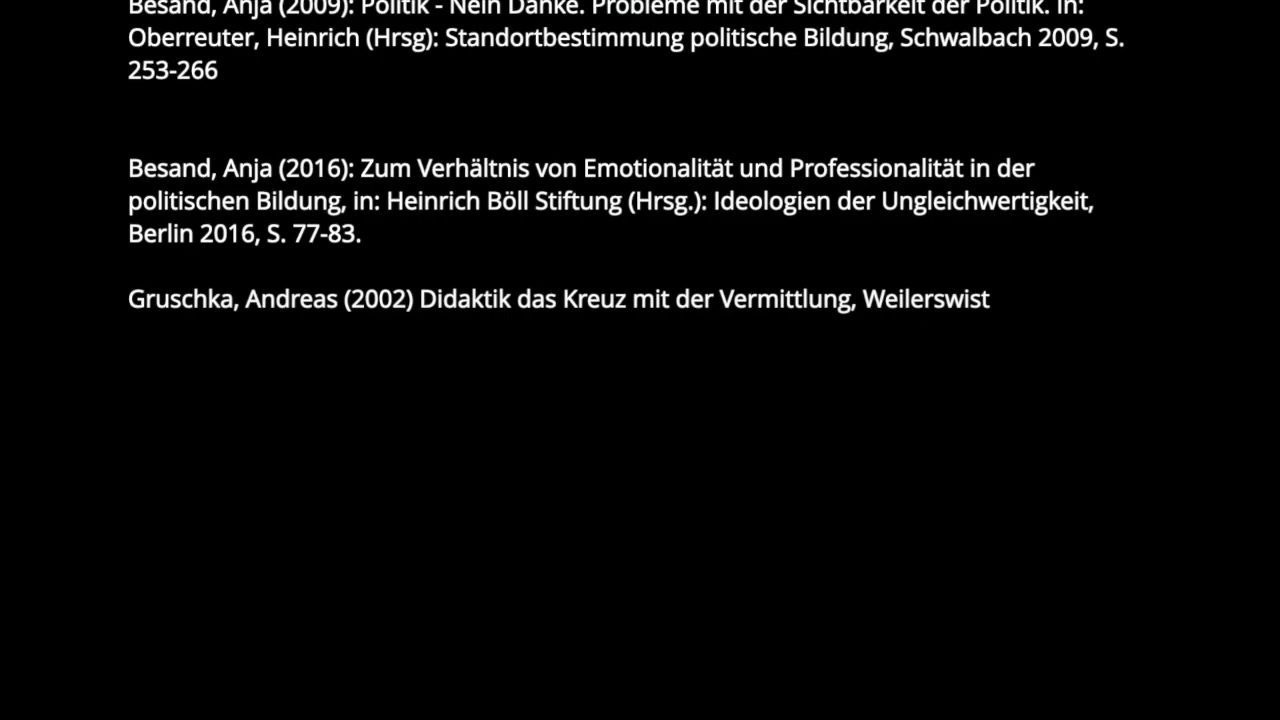 Besand, Anja (2009): Politik - Nein Danke. Probleme mit der Sichtbarkeit der Politik. In:
Oberreuter, Heinrich (Hrsg): Standortbestimmung politische Bildung, Schwalbach 2009, S.
253-266
Besand, Anja (2016): Zum Verhältnis von Emotionalität und Professionalität in der
politischen Bildung, in: Heinrich Böll Stiftung (Hrsg.): Ideologien der Ungleichwertigkeit,
Berlin 2016, S. 77-83.
Gruschka, Andreas (2002) Didaktik das Kreuz mit der Vermittlung, Weilerswist